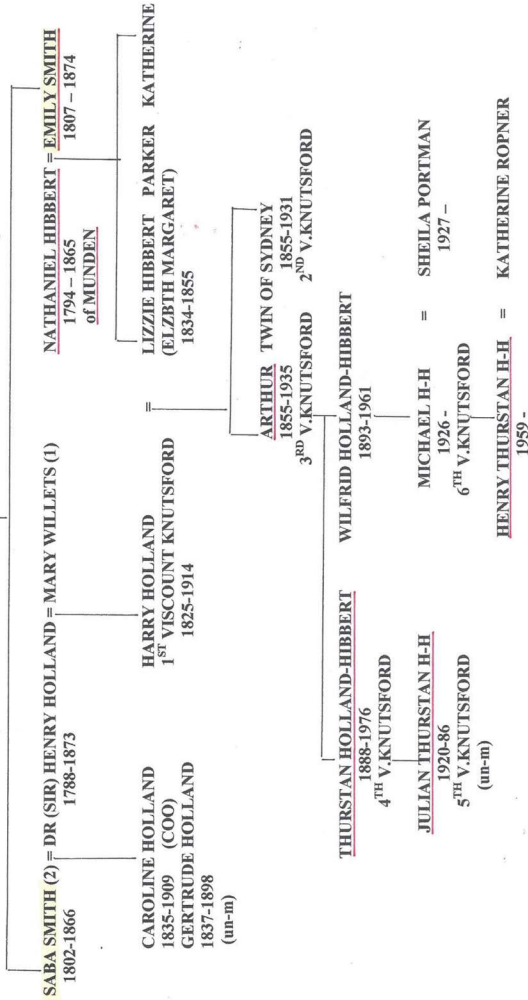 SABA SMITH (2) = DR (SIR) HENRY HOLLAND = MARY WILLETS (1)
1802-1866
1788-1873
NATHANIEL HIBBERT = EMILY SMITH
1794 – 1865
1807 – 1874
of MUNDEN
CAROLINE HOLLAND
1835-1909 (COO)
GERTRUDE HOLLAND
1837-1898
(un-m)
HARRY HOLLAND
1ST VISCOUNT KNUTSFORD
1825-1914
=
LIZZIE HIBBERT
(ELZBTH MARGARET)
1834-1855
PARKER
KATHERINE
ARTHUR TWIN OF SYDNEY
1855-1935
1855-1931
3RD V.KNUTSFORD
2ND V.KNUTSFORD
THURSTAN HOLLAND-HIBBERT
1888-1976
4TH V.KNUTSFORD
WILFRID HOLLAND-HIBBERT
1893-1961
JULIAN THURSTAN H-H
1920-86
5TH V.KNUTSFORD
(un-m)
MICHAEL H-H = SHEILA PORTMAN
1926 -
1927 –
6TH V.KNUTSFORD
HENRY THURSTAN H-H = KATHERINE ROPNER
1959 -